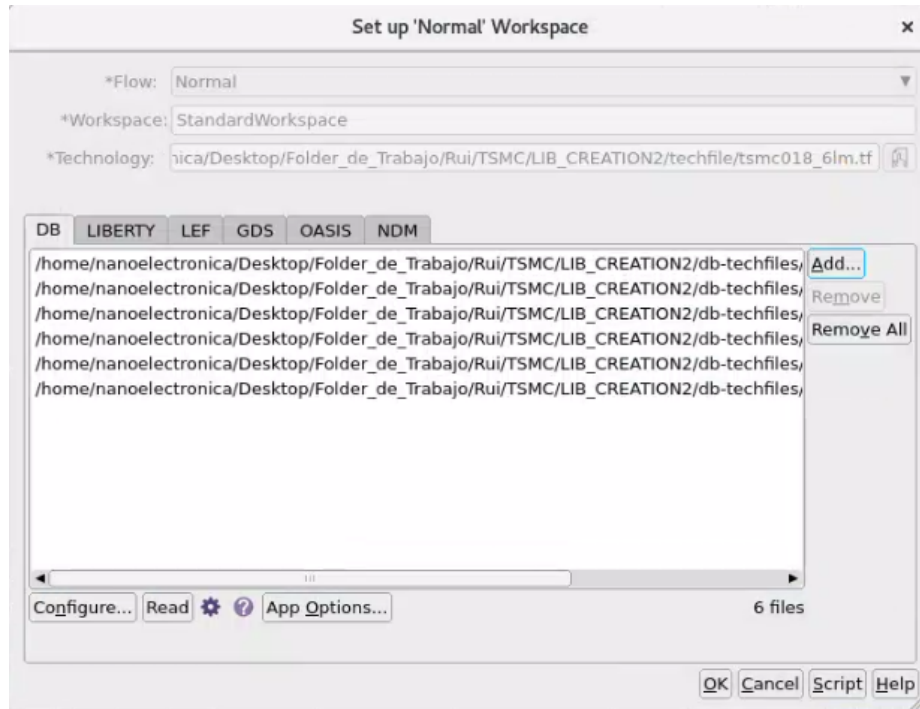 Set up 'Normal' Workspace
*Flow: Normal
*Workspace: StandardWorkspace
*Technology: nica/Desktop/Folder_de_Trabajo/Rui/TSMC/LIB_CREATION2/techfile/tsmc018_6lm.tf
DB LIBERTY LEF GDS OASIS NDM
/home/nanoelectronica/Desktop/Folder_de_Trabajo/Rui/TSMC/LIB_CREATION2/db-techfiles/ Add...
/home/nanoelectronica/Desktop/Folder_de_Trabajo/Rui/TSMC/LIB_CREATION2/db-techfiles/ Remove
/home/nanoelectronica/Desktop/Folder_de_Trabajo/Rui/TSMC/LIB_CREATION2/db-techfiles/ Remove All
/home/nanoelectronica/Desktop/Folder_de_Trabajo/Rui/TSMC/LIB_CREATION2/db-techfiles/
/home/nanoelectronica/Desktop/Folder_de_Trabajo/Rui/TSMC/LIB_CREATION2/db-techfiles/
/home/nanoelectronica/Desktop/Folder_de_Trabajo/Rui/TSMC/LIB_CREATION2/db-techfiles/
Configure... Read App Options... 6 files
OK Cancel Script Help